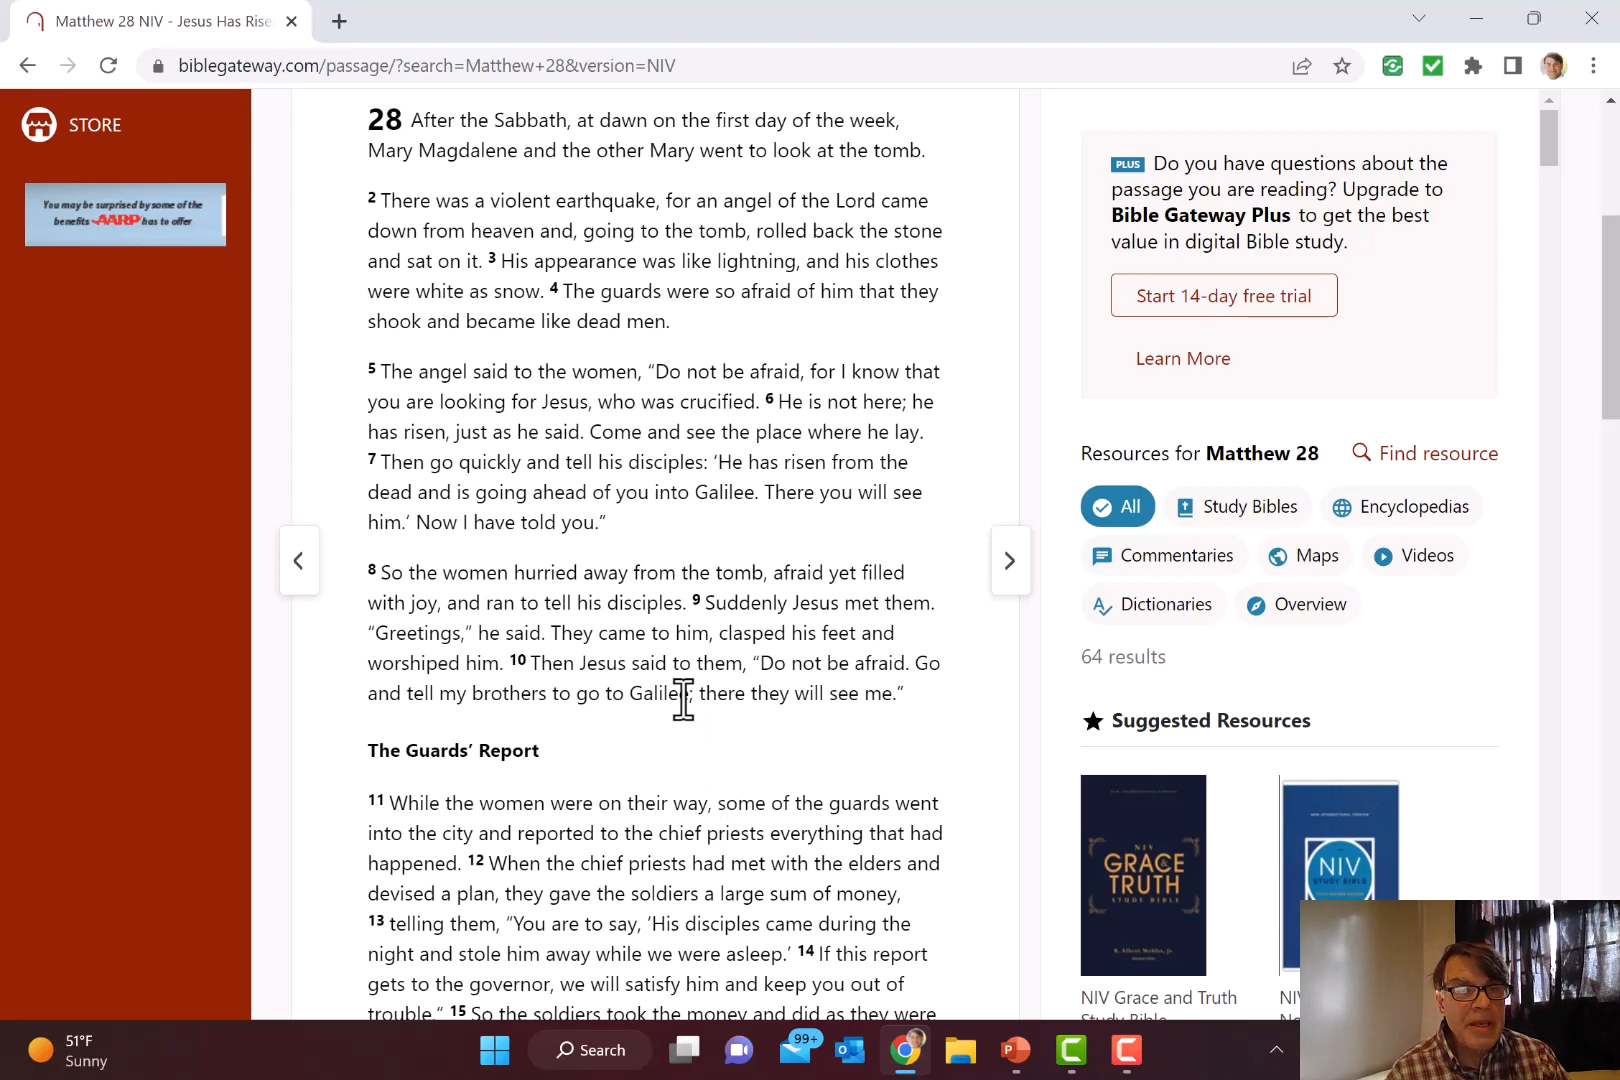 Matthew 28 NIV - Jesus Has Rise
biblegateway.com/passage/?search=Matthew+28&version=NIV
STORE
You may be surprised by some of the
benefits AARP has to offer
28 After the Sabbath, at dawn on the first day of the week,
Mary Magdalene and the other Mary went to look at the tomb.
2 There was a violent earthquake, for an angel of the Lord came
down from heaven and, going to the tomb, rolled back the stone
and sat on it. 3 His appearance was like lightning, and his clothes
were white as snow. 4 The guards were so afraid of him that they
shook and became like dead men.
5 The angel said to the women, “Do not be afraid, for I know that
you are looking for Jesus, who was crucified. 6 He is not here; he
has risen, just as he said. Come and see the place where he lay.
7 Then go quickly and tell his disciples: ‘He has risen from the
dead and is going ahead of you into Galilee. There you will see
him.’ Now I have told you.”
8 So the women hurried away from the tomb, afraid yet filled
with joy, and ran to tell his disciples. 9 Suddenly Jesus met them.
“Greetings,” he said. They came to him, clasped his feet and
worshiped him. 10 Then Jesus said to them, “Do not be afraid. Go
and tell my brothers to go to Galilee; there they will see me.”
The Guards’ Report
11 While the women were on their way, some of the guards went
into the city and reported to the chief priests everything that had
happened. 12 When the chief priests had met with the elders and
devised a plan, they gave the soldiers a large sum of money,
13 telling them, “You are to say, ‘His disciples came during the
night and stole him away while we were asleep.’ 14 If this report
gets to the governor, we will satisfy him and keep you out of
trouble.” 15 So the soldiers took the money and did as they were
PLUS Do you have questions about the
passage you are reading? Upgrade to
Bible Gateway Plus to get the best
value in digital Bible study.
Start 14-day free trial
Learn More
Resources for Matthew 28
Find resource
All
Study Bibles
Encyclopedias
Commentaries
Maps
Videos
Dictionaries
Overview
64 results
Suggested Resources
NIV
GRACE
&
TRUTH
STUDY BIBLE
NIV
STUDY BIBLE
NIV Grace and Truth
Study Bible
51°F
Sunny
Search
99+